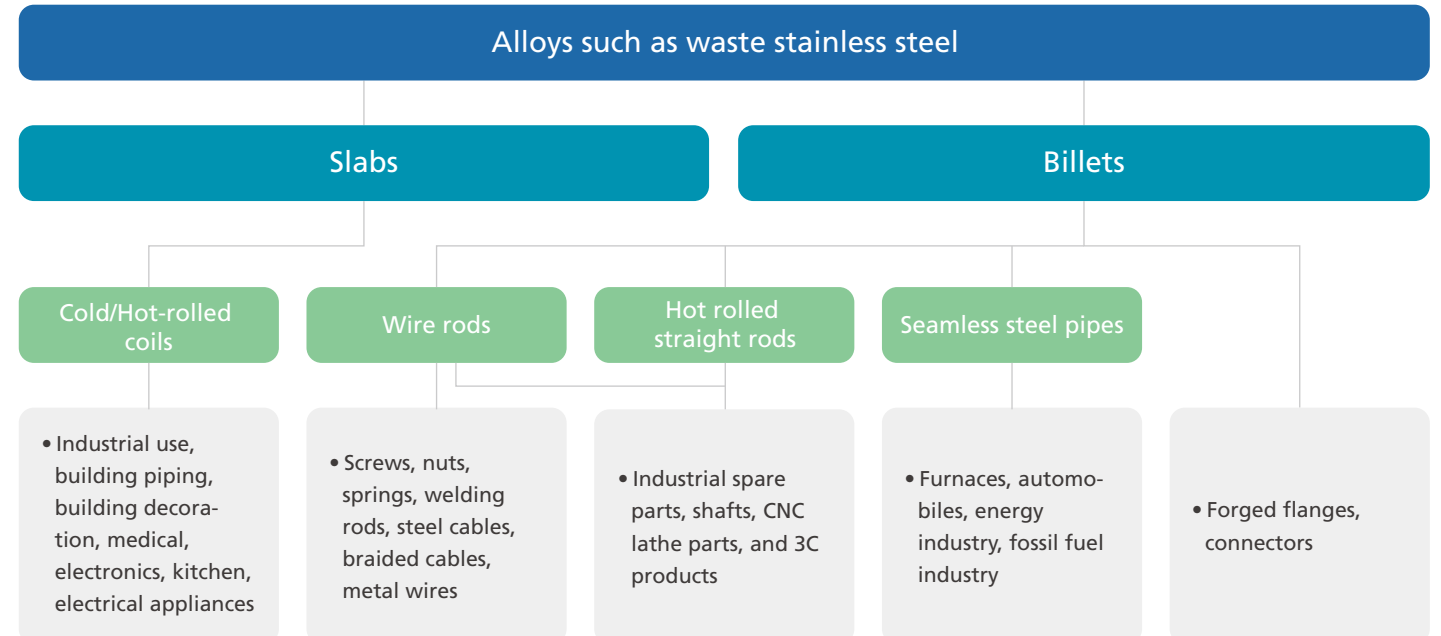 Alloys such as waste stainless steel
Slabs
Billets
Cold/Hot-rolled
coils
Wire rods
Hot rolled
straight rods
Seamless steel pipes
• Industrial use,
building piping,
building decora-
tion, medical,
electronics, kitchen,
electrical appliances
• Screws, nuts,
springs, welding
rods, steel cables,
braided cables,
metal wires
• Industrial spare
parts, shafts, CNC
lathe parts, and 3C
products
• Furnaces, automo-
biles, energy
industry, fossil fuel
industry
• Forged flanges,
connectors